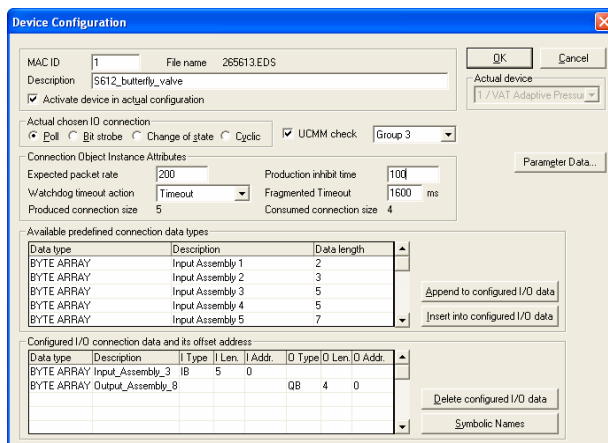 Device Configuration
MAC ID 1 File name 265613.EDS
OK Cancel
Description S612_butterfly_valve
Activate device in actual configuration
Actual device
1 / VAT Adaptive Pressur
Actual chosen IO connection
Poll Bit strobe Change of state Cyclic UCMM check Group 3
Connection Object Instance Attributes
Expected packet rate 200 Production inhibit time 100
Watchdog timeout action Timeout Fragmented Timeout 1600 ms
Produced connection size 5 Consumed connection size 4
Parameter Data...
Available predefined connection data types
Data type Description Data length
BYTE ARRAY Input Assembly 1 2
BYTE ARRAY Input Assembly 2 3
BYTE ARRAY Input Assembly 3 5
BYTE ARRAY Input Assembly 4 5
BYTE ARRAY Input Assembly 5 7
Append to configured I/O data
Insert into configured I/O data
Configured I/O connection data and its offset address
Data type Description I Type I Len. I Addr. O Type O Len. O Addr.
BYTE ARRAY Input_Assembly_3 IB 5 0
BYTE ARRAY Output_Assembly_8 QB 4 0
Delete configured I/O data
Symbolic Names